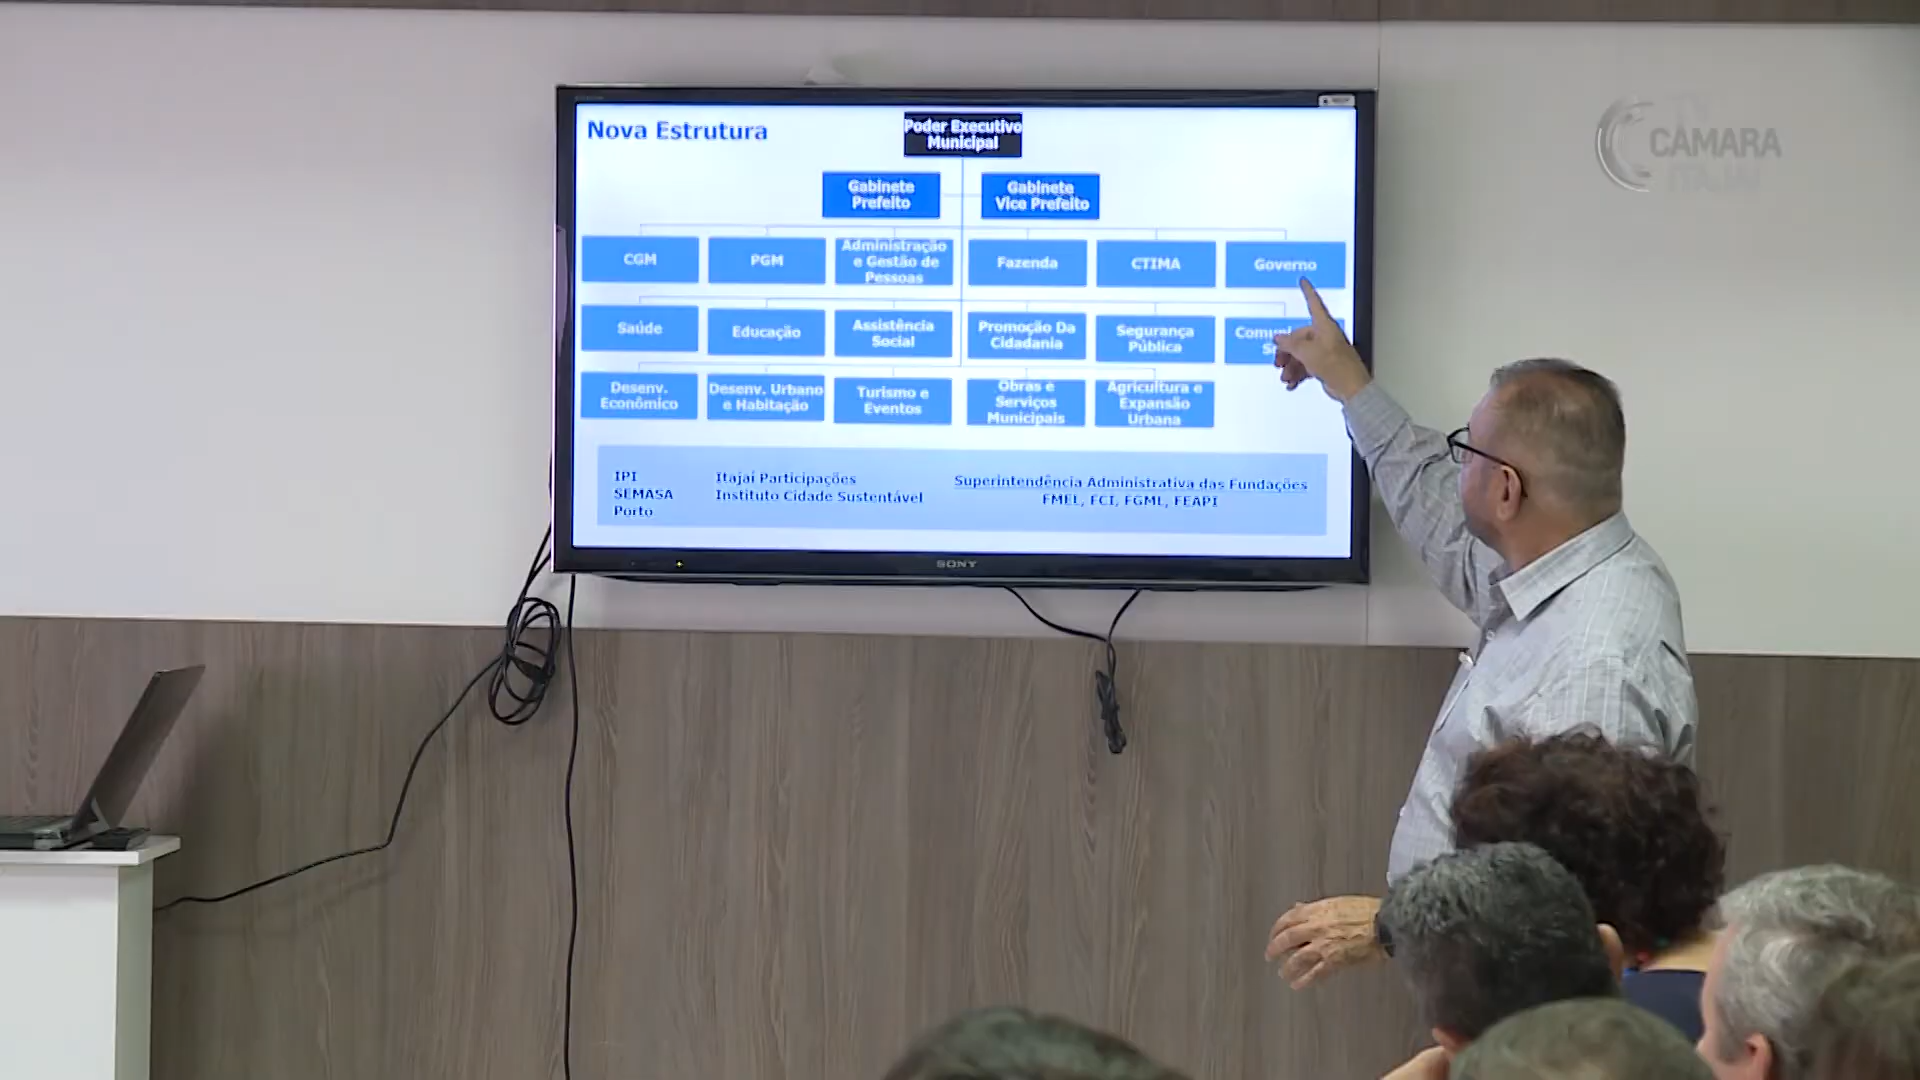 Nova Estrutura
Poder Executivo
Municipal
Gabinete
Prefeito
Gabinete
Vice Prefeito
CGM
PGM
Administração
e Gestão de
Pessoas
Fazenda
CTIMA
Governo
Saúde
Educação
Assistência
Social
Promoção Da
Cidadania
Segurança
Pública
Desenv.
Econômico
Desenv. Urbano
e Habitação
Turismo e
Eventos
Obras e
Serviços
Municipais
Agricultura e
Expansão
Urbana
IPI
SEMASA
Porto
Itajaí Participações
Instituto Cidade Sustentável
Superintendência Administrativa das Fundações
FMEL, FCI, FGML, FEAPI
SONY
TV
CÂMARA
ITAJAÍ